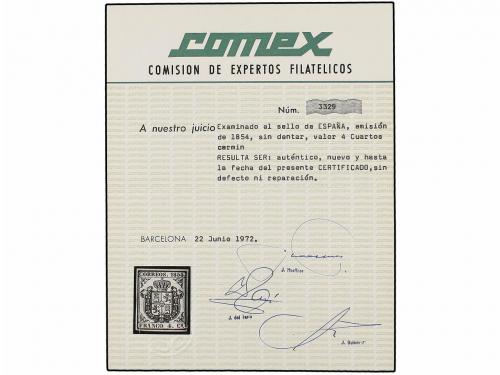 comex
COMISION DE EXPERTOS FILATELICOS
Núm. 3329
A nuestro juicio Examinado el sello de ESPAÑA, emisión
de 1854, sin dentar, valor 4 Cuartos
carmin
RESULTA SER: auténtico, nuevo y hasta
la fecha del presente CERTIFICADO, sin
defecto ni reparación.
BARCELONA 22 Junio 1972.
CORREOS. 1854
FRANCO 4. CS